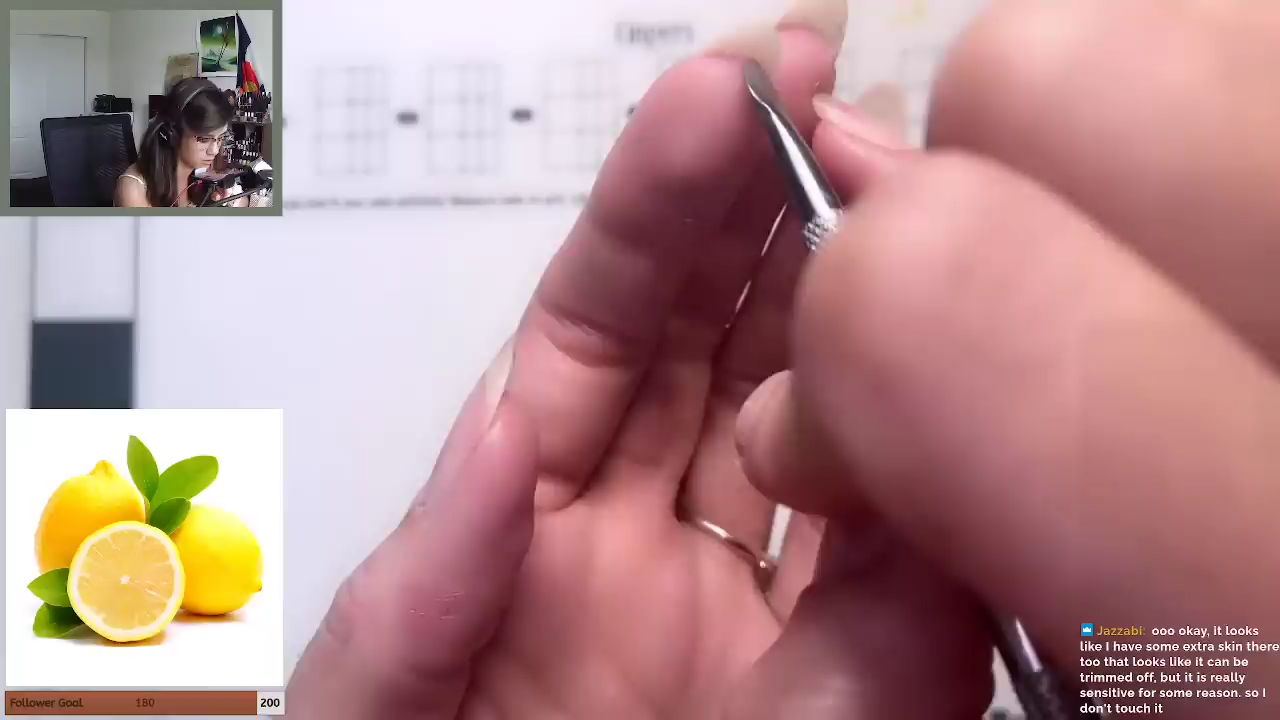 Fingers
Follower Goal 180 200
Jazzabi: ooo okay, it looks
like I have some extra skin there
too that looks like it can be
trimmed off, but it is really
sensitive for some reason. so I
don't touch it